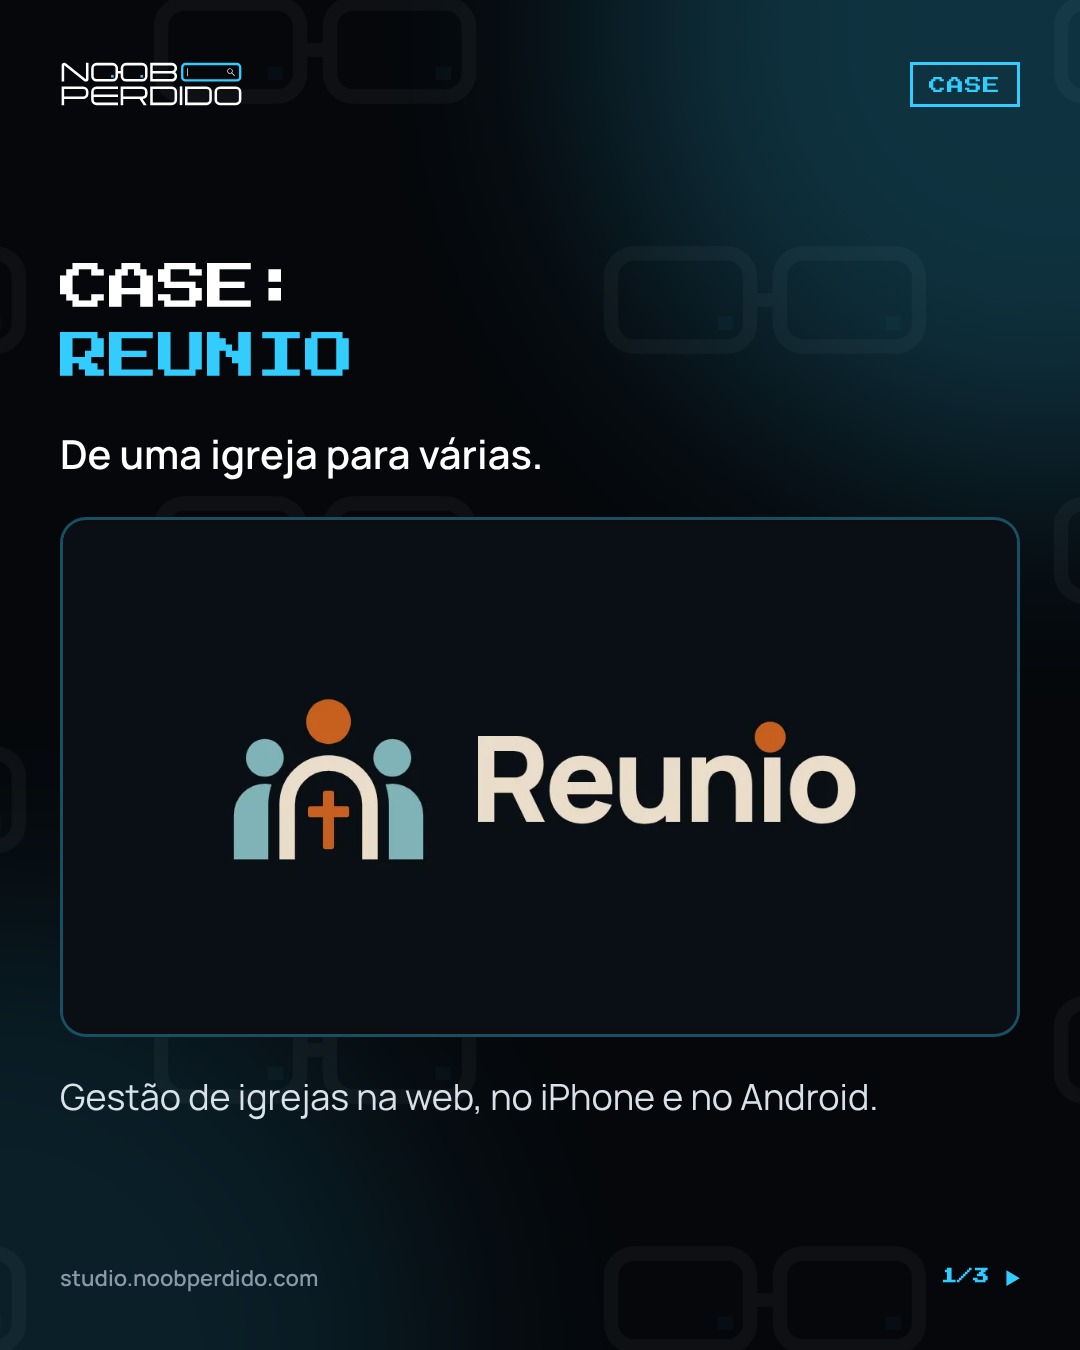 NOOB
PERDIDO
CASE
CASE:
REUNIO
De uma igreja para várias.
Reunio
Gestão de igrejas na web, no iPhone e no Android.
studio.noobperdido.com
1/3